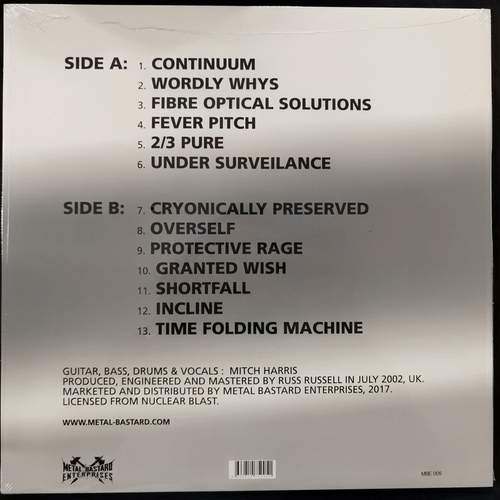 SIDE A: 1. CONTINUUM
2. WORDLY WHYS
3. FIBRE OPTICAL SOLUTIONS
4. FEVER PITCH
5. 2/3 PURE
6. UNDER SURVEILANCE
SIDE B: 7. CRYONICALLY PRESERVED
8. OVERSELF
9. PROTECTIVE RAGE
10. GRANTED WISH
11. SHORTFALL
12. INCLINE
13. TIME FOLDING MACHINE
GUITAR, BASS, DRUMS & VOCALS : MITCH HARRIS
PRODUCED, ENGINEERED AND MASTERED BY RUSS RUSSELL IN JULY 2002, UK.
MARKETED AND DISTRIBUTED BY METAL BASTARD ENTERPRISES, 2017.
LICENSED FROM NUCLEAR BLAST.
WWW.METAL-BASTARD.COM
METAL BASTARD
ENTERPRISES